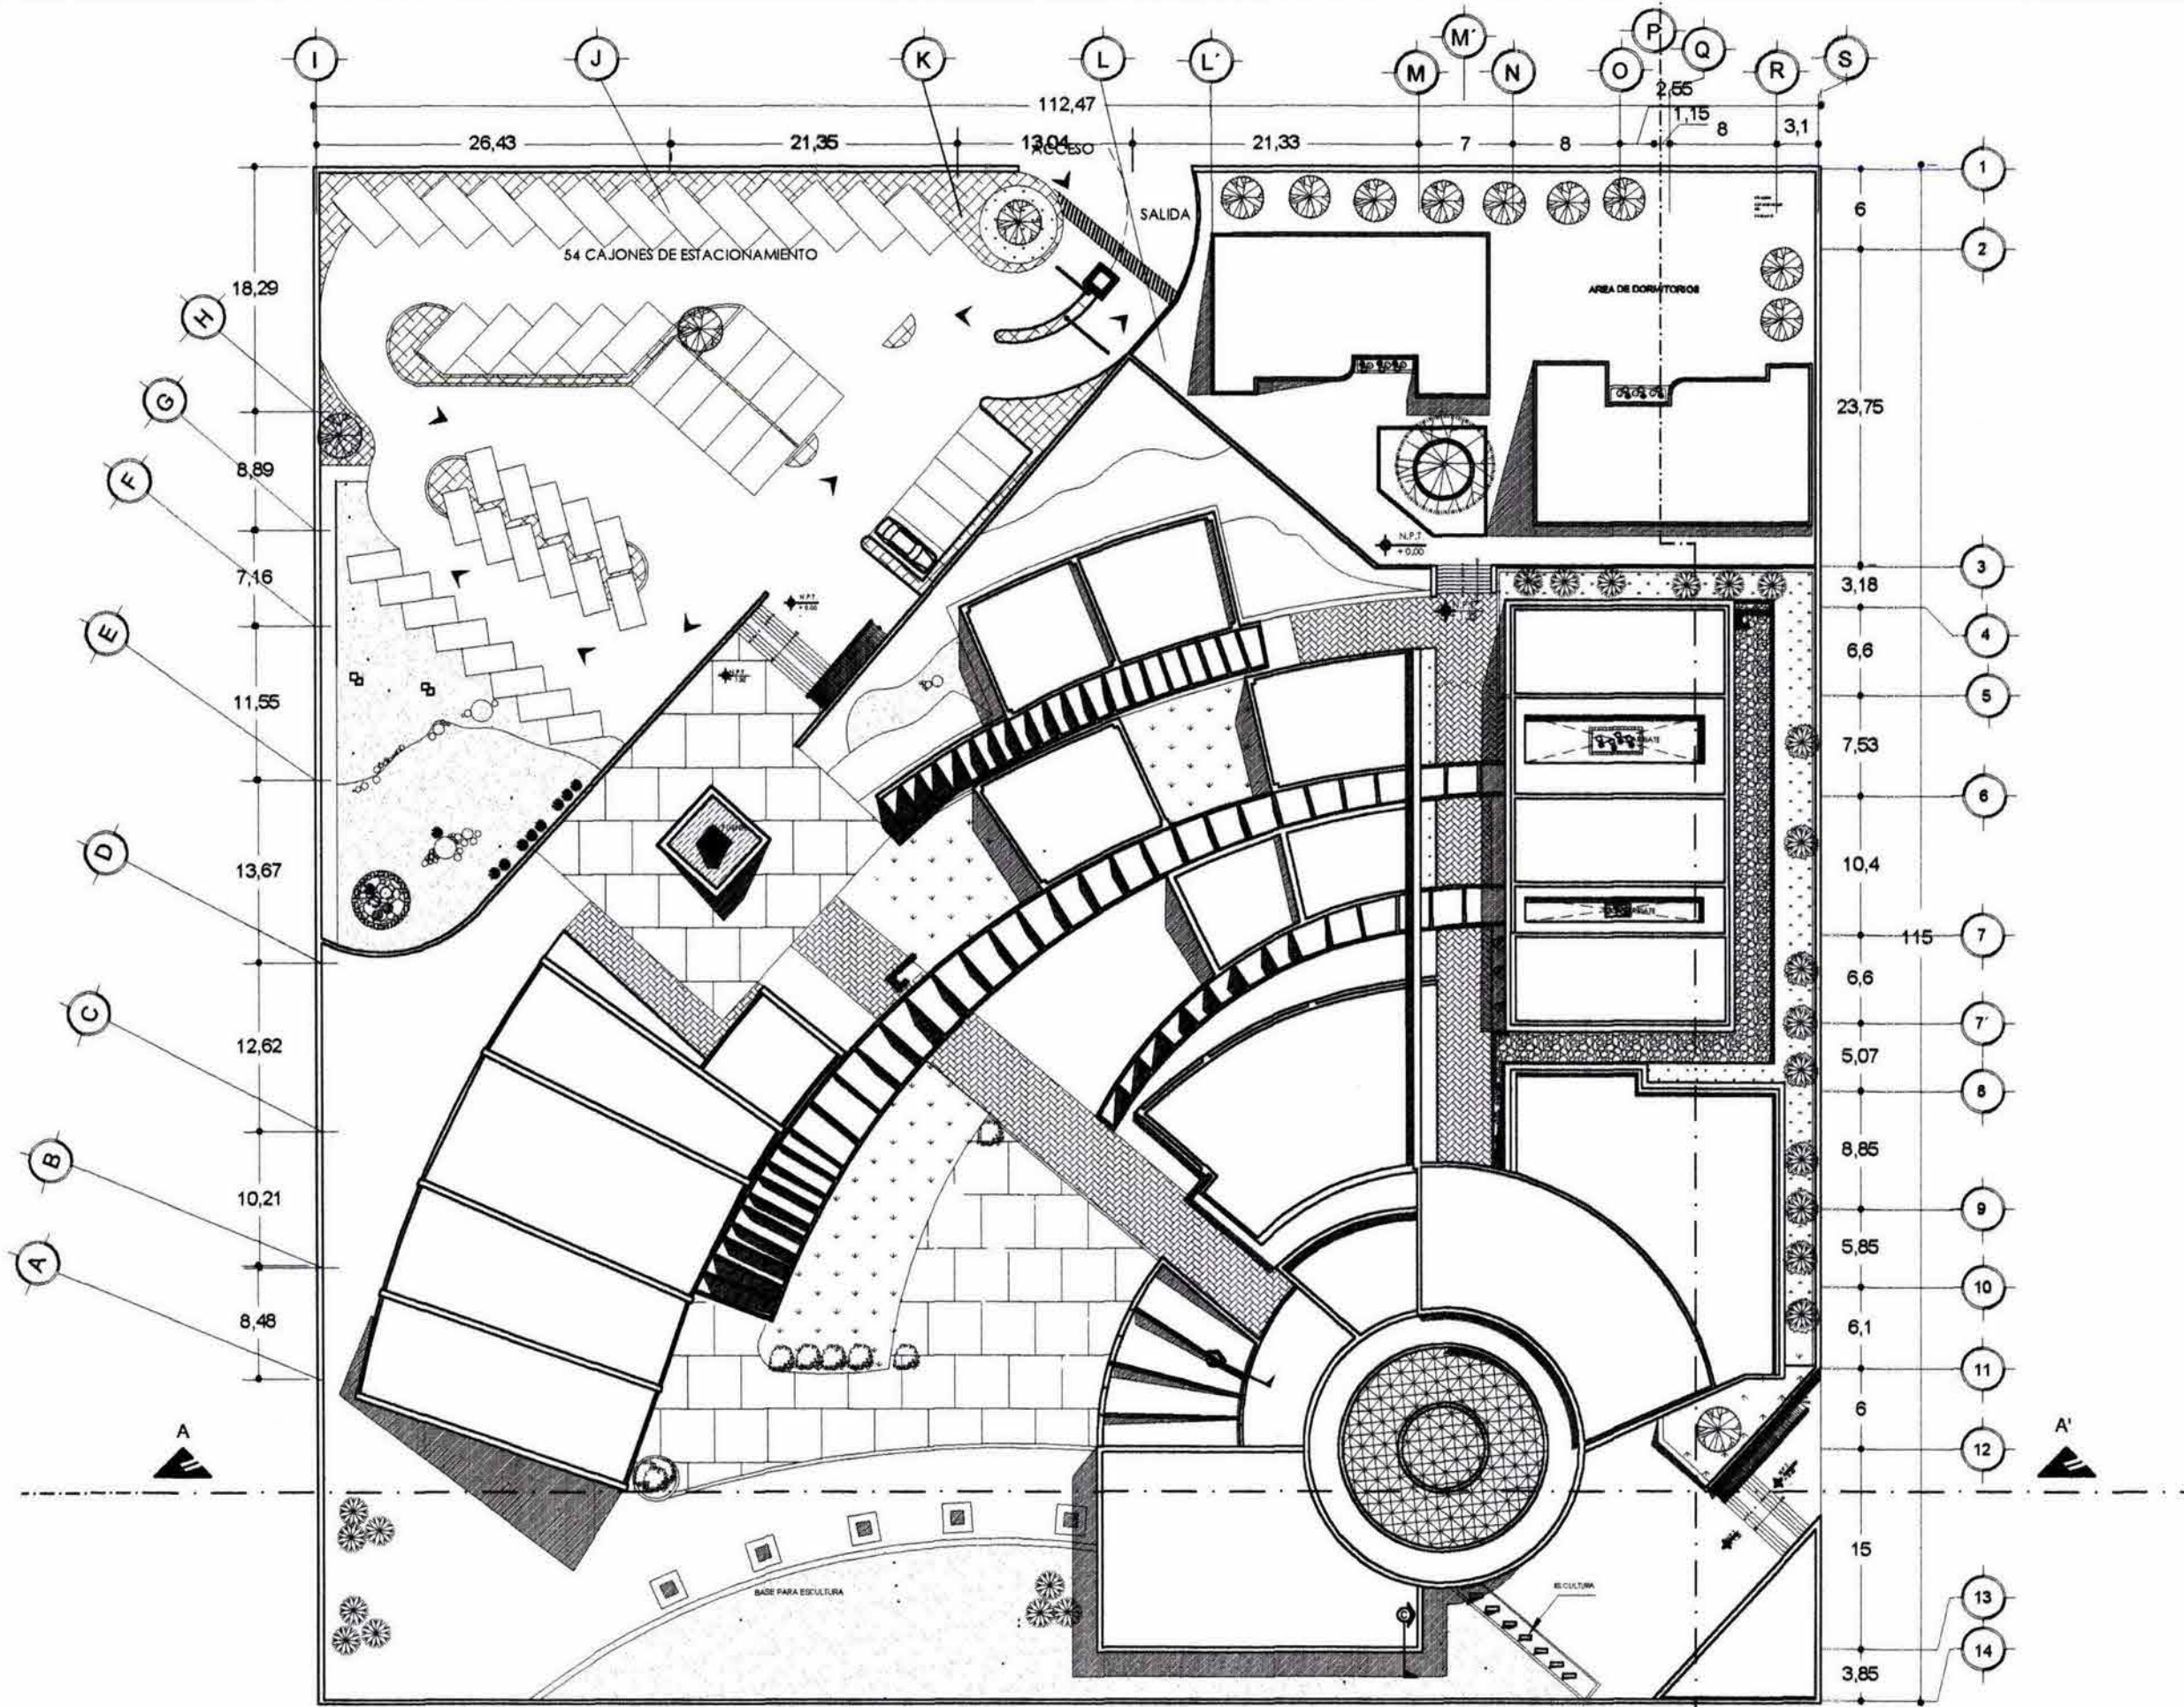 I
J
K
L
L´
M
M´
N
O
P
Q
R
S
112,47
2,55
1,15
26,43
21,35
13,04
21,33
7
8
8
3,1
ACCESO
SALIDA
54 CAJONES DE ESTACIONAMIENTO
AREA DE DORMITORIOS
H
G
F
E
D
C
B
A
18,29
8,89
7,16
11,55
13,67
12,62
10,21
8,48
N.P.T.
+ 0,00
N.P.T.
N.P.T.
1
2
3
4
5
6
7
7´
8
9
10
11
12
13
14
6
23,75
3,18
6,6
7,53
10,4
6,6
5,07
8,85
5,85
6,1
6
15
3,85
115
A
A'
BASE PARA ESCULTURA
ESCULTURA
C